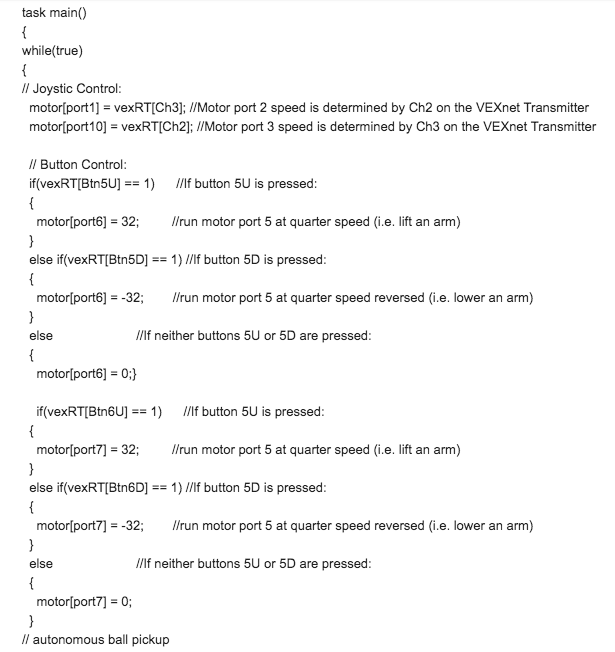 task main()
{
while(true)
{
// Joystic Control:
motor[port1] = vexRT[Ch3]; //Motor port 2 speed is determined by Ch2 on the VEXnet Transmitter
motor[port10] = vexRT[Ch2]; //Motor port 3 speed is determined by Ch3 on the VEXnet Transmitter
// Button Control:
if(vexRT[Btn5U] == 1) //If button 5U is pressed:
{
motor[port6] = 32; //run motor port 5 at quarter speed (i.e. lift an arm)
}
else if(vexRT[Btn5D] == 1) //If button 5D is pressed:
{
motor[port6] = -32; //run motor port 5 at quarter speed reversed (i.e. lower an arm)
}
else //If neither buttons 5U or 5D are pressed:
{
motor[port6] = 0;}
if(vexRT[Btn6U] == 1) //If button 5U is pressed:
{
motor[port7] = 32; //run motor port 5 at quarter speed (i.e. lift an arm)
}
else if(vexRT[Btn6D] == 1) //If button 5D is pressed:
{
motor[port7] = -32; //run motor port 5 at quarter speed reversed (i.e. lower an arm)
}
else //If neither buttons 5U or 5D are pressed:
{
motor[port7] = 0;
}
// autonomous ball pickup